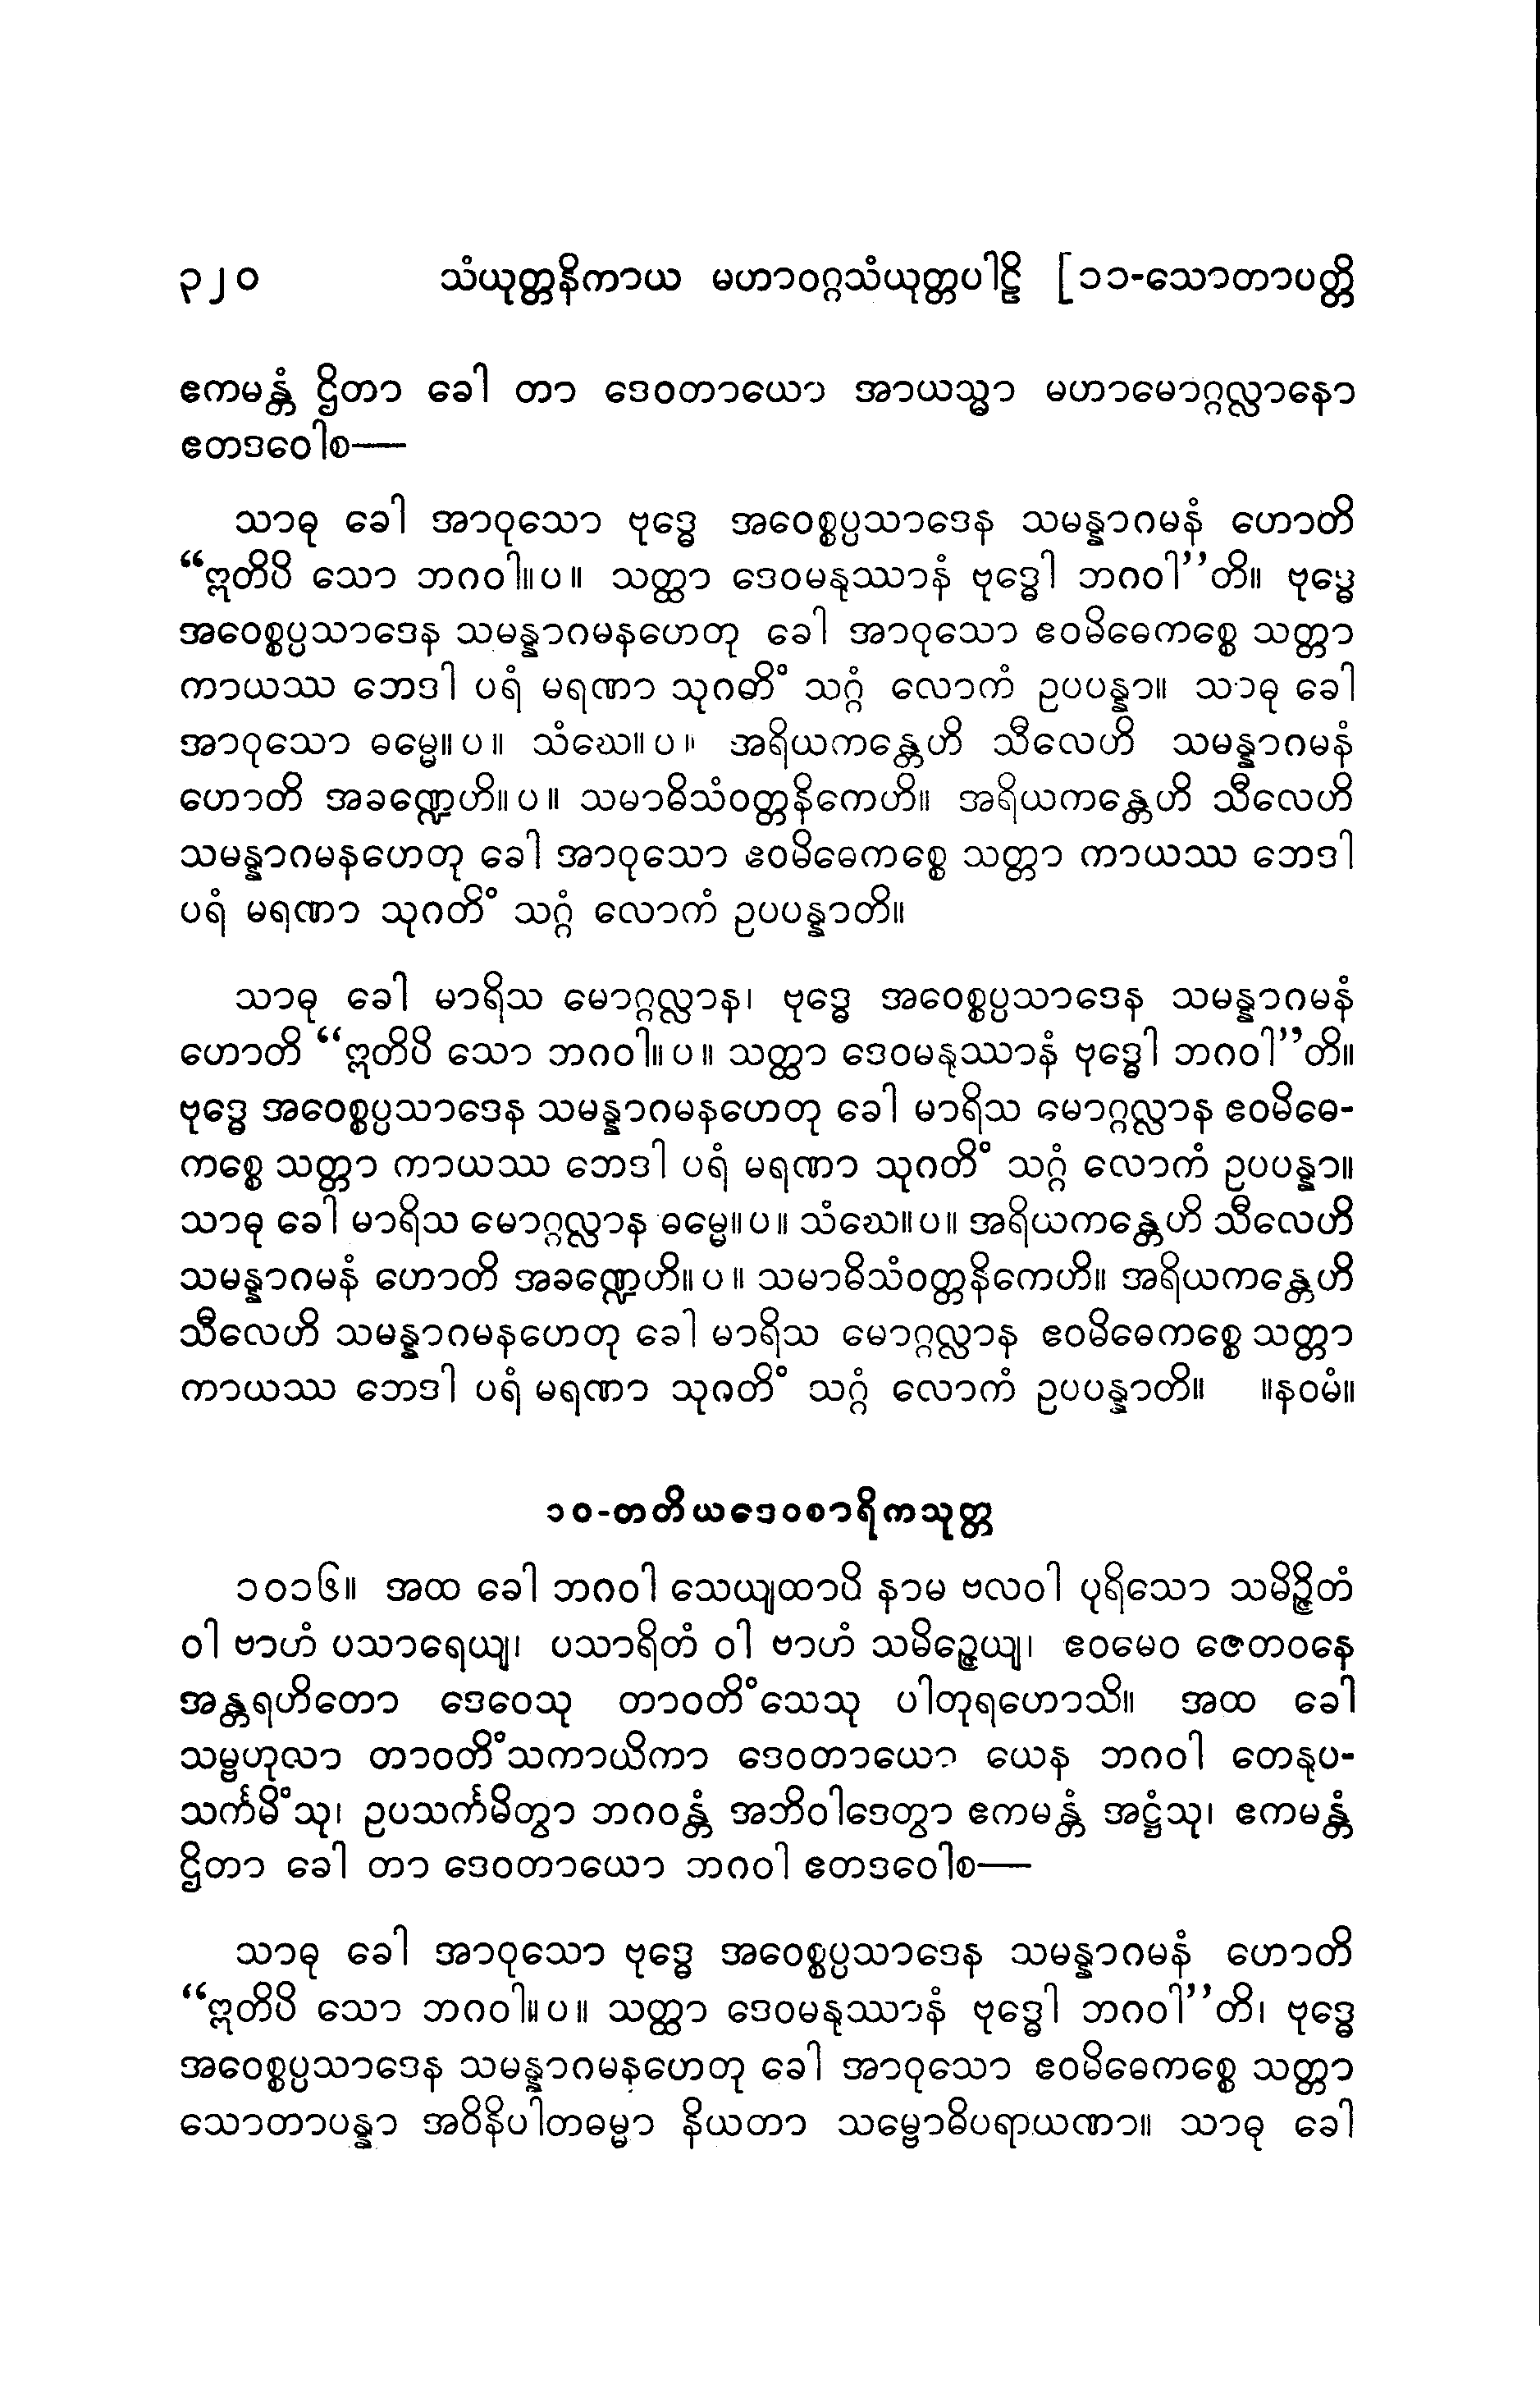 ၃၂၀ သံယုတ္တနိကာယ မဟာဝဂ္ဂသံယုတ္တပါဠိ [၁၁-သောတာပတ္တိ
ဧကမန္တံ ဌိတာ ခေါ တာ ဒေဝတာယော အာယသ္မာ မဟာမောဂ္ဂလ္လာနော
ဧတဒဝေါစ—
သာဓု ခေါ အာဝုသော ဗုဒ္ဓေ အဝေစ္စပ္ပသာဒေန သမန္နာဂမနံ ဟောတိ
“ဣတိပိ သော ဘဂဝါ။ပ။ သတ္ထာ ဒေဝမနုဿာနံ ဗုဒ္ဓေါ ဘဂဝါ”တိ။ ဗုဒ္ဓေ
အဝေစ္စပ္ပသာဒေန သမန္နာဂမနဟေတု ခေါ အာဝုသော ဧဝမိဓေကစ္စေ သတ္တာ
ကာယဿ ဘေဒါ ပရံ မရဏာ သုဂတိံ သဂ္ဂံ လောကံ ဥပပန္နာ။ သာဓု ခေါ
အာဝုသော ဓမ္မေ။ပ။ သံဃေ။ပ။ အရိယကန္တေဟိ သီလေဟိ သမန္နာဂမနံ
ဟောတိ အခဏ္ဍေဟိ။ပ။ သမာဓိသံဝတ္တနိကေဟိ။ အရိယကန္တေဟိ သီလေဟိ
သမန္နာဂမနဟေတု ခေါ အာဝုသော ဧဝမိဓေကစ္စေ သတ္တာ ကာယဿ ဘေဒါ
ပရံ မရဏာ သုဂတိံ သဂ္ဂံ လောကံ ဥပပန္နာတိ။
သာဓု ခေါ မာရိသ မောဂ္ဂလ္လာန၊ ဗုဒ္ဓေ အဝေစ္စပ္ပသာဒေန သမန္နာဂမနံ
ဟောတိ “ဣတိပိ သော ဘဂဝါ။ပ။ သတ္ထာ ဒေဝမနုဿာနံ ဗုဒ္ဓေါ ဘဂဝါ”တိ။
ဗုဒ္ဓေ အဝေစ္စပ္ပသာဒေန သမန္နာဂမနဟေတု ခေါ မာရိသ မောဂ္ဂလ္လာန ဧဝမိဓေ-
ကစ္စေ သတ္တာ ကာယဿ ဘေဒါ ပရံ မရဏာ သုဂတိံ သဂ္ဂံ လောကံ ဥပပန္နာ။
သာဓု ခေါ မာရိသ မောဂ္ဂလ္လာန ဓမ္မေ။ပ။ သံဃေ။ပ။ အရိယကန္တေဟိ သီလေဟိ
သမန္နာဂမနံ ဟောတိ အခဏ္ဍေဟိ။ပ။ သမာဓိသံဝတ္တနိကေဟိ။ အရိယကန္တေဟိ
သီလေဟိ သမန္နာဂမနဟေတု ခေါ မာရိသ မောဂ္ဂလ္လာန ဧဝမိဓေကစ္စေ သတ္တာ
ကာယဿ ဘေဒါ ပရံ မရဏာ သုဂတိံ သဂ္ဂံ လောကံ ဥပပန္နာတိ။ ။နဝမံ။
၁၀-တတိယဒေဝစာရိကသုတ္တ
၁၀၁၆။ အထ ခေါ ဘဂဝါ သေယျထာပိ နာမ ဗလဝါ ပုရိသော သမိဉ္ဇိတံ
ဝါ ဗာဟံ ပသာရေယျ၊ ပသာရိတံ ဝါ ဗာဟံ သမိဉ္ဇေယျ၊ ဧဝမေဝ ဇေတဝနေ
အန္တရဟိတော ဒေဝေသု တာဝတိံသေသု ပါတုရဟောသိ။ အထ ခေါ
သမ္ဗဟုလာ တာဝတိံသကာယိကာ ဒေဝတာယော ယေန ဘဂဝါ တေနုပ-
သင်္ကမိံသု၊ ဥပသင်္ကမိတွာ ဘဂဝန္တံ အဘိဝါဒေတွာ ဧကမန္တံ အဋ္ဌံသု၊ ဧကမန္တံ
ဌိတာ ခေါ တာ ဒေဝတာယော ဘဂဝါ ဧတဒဝေါစ—
သာဓု ခေါ အာဝုသော ဗုဒ္ဓေ အဝေစ္စပ္ပသာဒေန သမန္နာဂမနံ ဟောတိ
“ဣတိပိ သော ဘဂဝါ။ပ။ သတ္ထာ ဒေဝမနုဿာနံ ဗုဒ္ဓေါ ဘဂဝါ”တိ၊ ဗုဒ္ဓေ
အဝေစ္စပ္ပသာဒေန သမန္နာဂမနဟေတု ခေါ အာဝုသော ဧဝမိဓေကစ္စေ သတ္တာ
သောတာပန္နာ အဝိနိပါတဓမ္မာ နိယတာ သမ္ဗောဓိပရာယဏာ။ သာဓု ခေါ